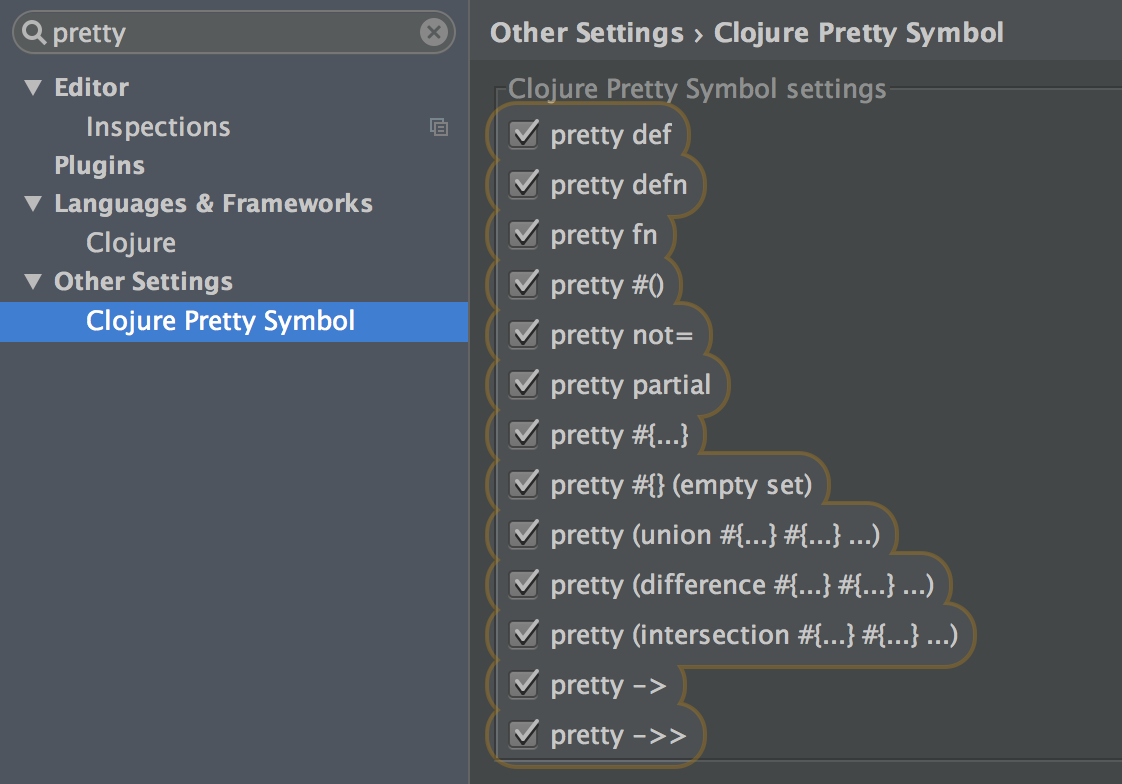 pretty
Editor
Inspections
Plugins
Languages & Frameworks
Clojure
Other Settings
Clojure Pretty Symbol
Other Settings › Clojure Pretty Symbol
Clojure Pretty Symbol settings
pretty def
pretty defn
pretty fn
pretty #()
pretty not=
pretty partial
pretty #{...}
pretty #{} (empty set)
pretty (union #{...} #{...} ...)
pretty (difference #{...} #{...} ...)
pretty (intersection #{...} #{...} ...)
pretty ->
pretty ->>